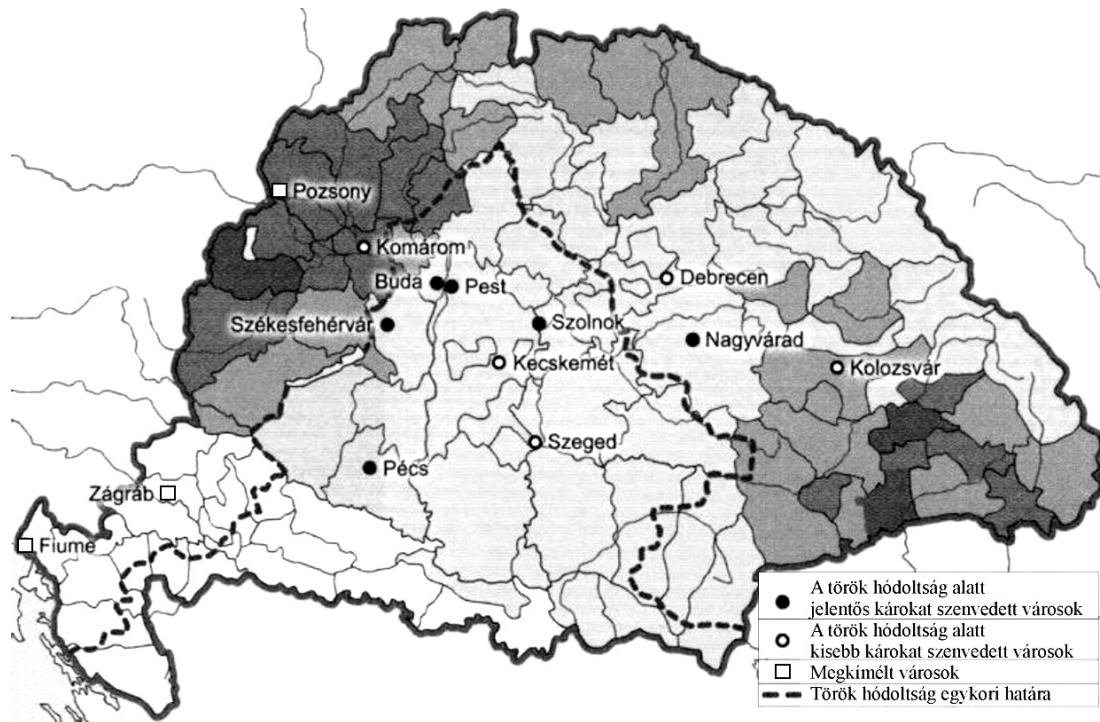 Pozsony
Komárom
Buda
Pest
Debrecen
Székesfehérvár
Szolnok
Nagyvárad
Kecskemét
Kolozsvár
Szeged
Pécs
Zágráb
Fiume
A török hódoltság alatt
jelentős károkat szenvedett városok
A török hódoltság alatt
kisebb károkat szenvedett városok
Megkímélt városok
Török hódoltság egykori határa